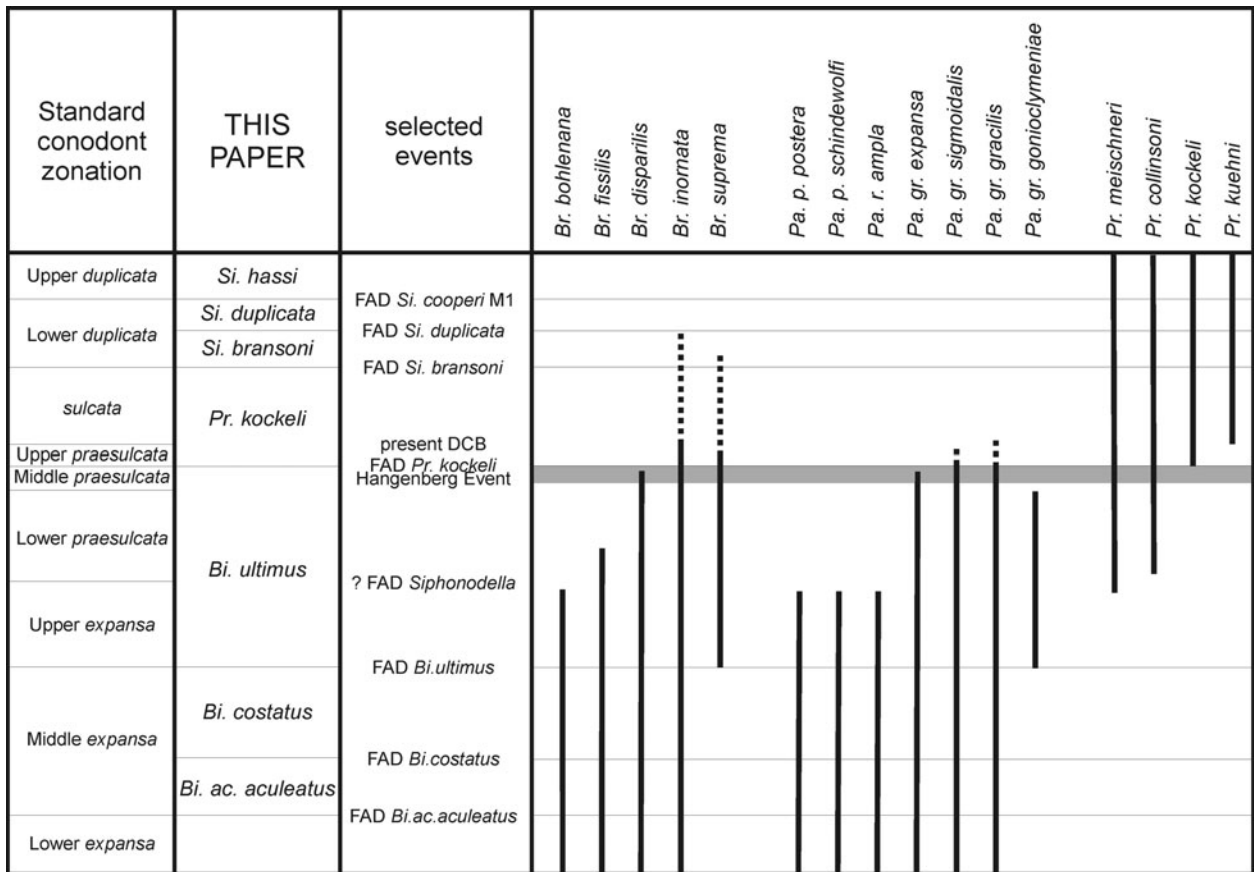 Standard
conodont
zonation
THIS
PAPER
selected
events
Br. bohlenana
Br. fissilis
Br. disparilis
Br. inornata
Br. suprema
Pa. p. postera
Pa. p. schindewolfi
Pa. r. ampla
Pa. gr. expansa
Pa. gr. sigmoidalis
Pa. gr. gracilis
Pa. gr. gonioclymeniae
Pr. meischneri
Pr. collinsoni
Pr. kockeli
Pr. kuehni
Upper duplicata
Lower duplicata
sulcata
Upper praesulcata
Middle praesulcata
Lower praesulcata
Upper expansa
Middle expansa
Lower expansa
Si. hassi
Si. duplicata
Si. bransoni
Pr. kockeli
Bi. ultimus
Bi. costatus
Bi. ac. aculeatus
FAD Si. cooperi M1
FAD Si. duplicata
FAD Si. bransoni
present DCB
FAD Pr. kockeli
Hangenberg Event
? FAD Siphonodella
FAD Bi.ultimus
FAD Bi.costatus
FAD Bi.ac.aculeatus